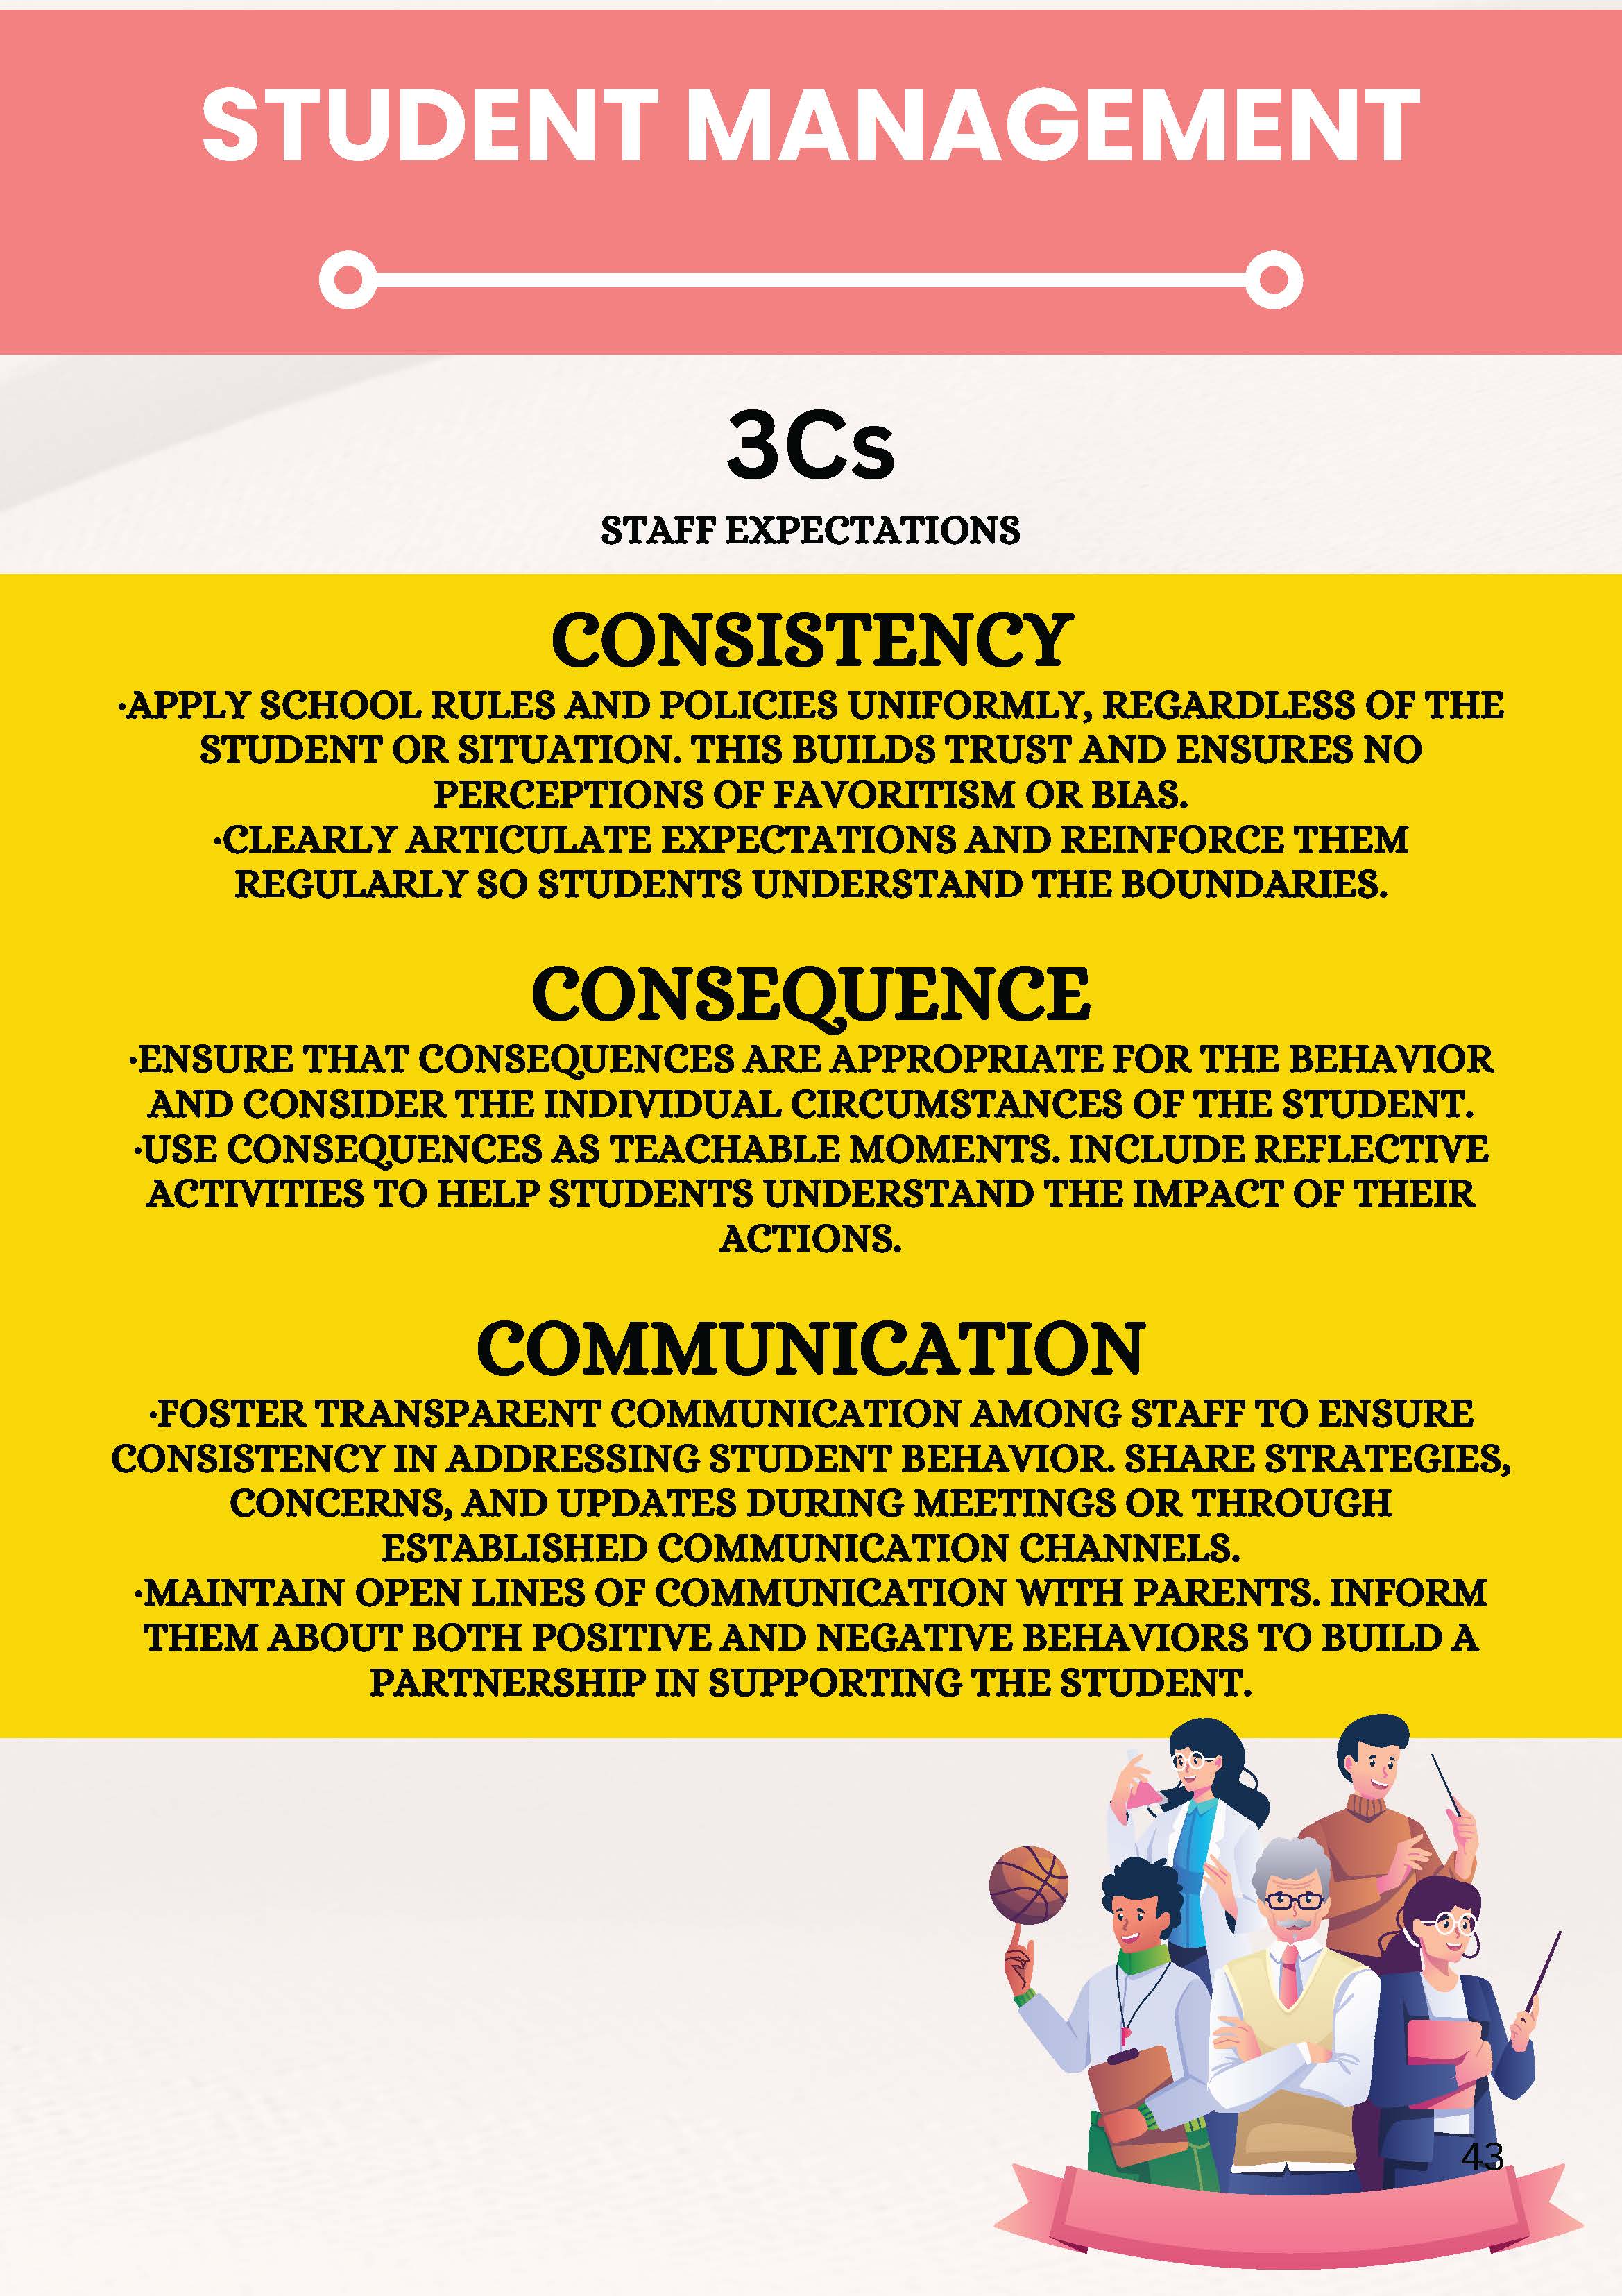 STUDENT MANAGEMENT
3Cs
STAFF EXPECTATIONS
CONSISTENCY
·APPLY SCHOOL RULES AND POLICIES UNIFORMLY, REGARDLESS OF THE
STUDENT OR SITUATION. THIS BUILDS TRUST AND ENSURES NO
PERCEPTIONS OF FAVORITISM OR BIAS.
·CLEARLY ARTICULATE EXPECTATIONS AND REINFORCE THEM
REGULARLY SO STUDENTS UNDERSTAND THE BOUNDARIES.
CONSEQUENCE
·ENSURE THAT CONSEQUENCES ARE APPROPRIATE FOR THE BEHAVIOR
AND CONSIDER THE INDIVIDUAL CIRCUMSTANCES OF THE STUDENT.
·USE CONSEQUENCES AS TEACHABLE MOMENTS. INCLUDE REFLECTIVE
ACTIVITIES TO HELP STUDENTS UNDERSTAND THE IMPACT OF THEIR
ACTIONS.
COMMUNICATION
·FOSTER TRANSPARENT COMMUNICATION AMONG STAFF TO ENSURE
CONSISTENCY IN ADDRESSING STUDENT BEHAVIOR. SHARE STRATEGIES,
CONCERNS, AND UPDATES DURING MEETINGS OR THROUGH
ESTABLISHED COMMUNICATION CHANNELS.
·MAINTAIN OPEN LINES OF COMMUNICATION WITH PARENTS. INFORM
THEM ABOUT BOTH POSITIVE AND NEGATIVE BEHAVIORS TO BUILD A
PARTNERSHIP IN SUPPORTING THE STUDENT.
43